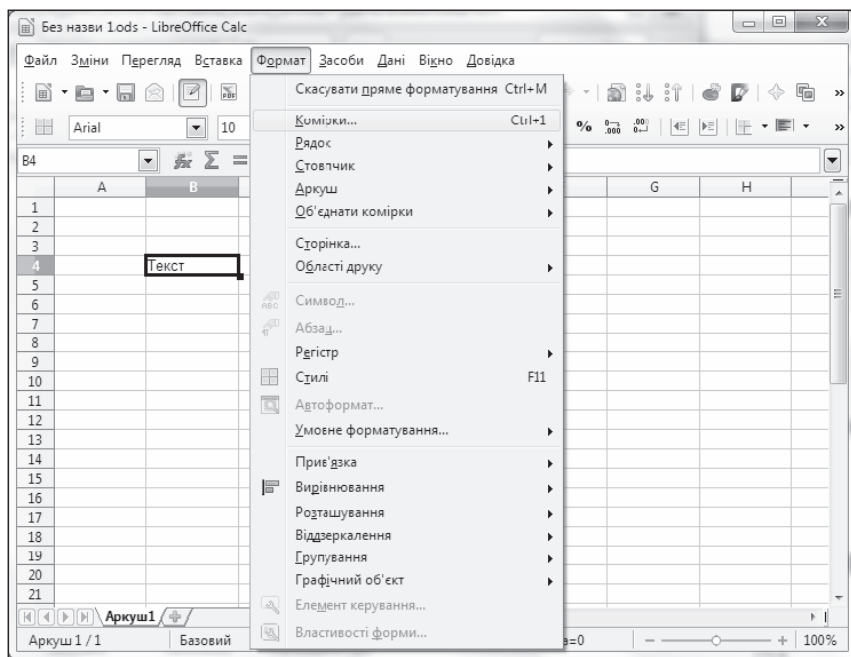 Без назви 1.ods - LibreOffice Calc
Файл Зміни Перегляд Вставка Формат Засоби Дані Вікно Довідка
Скасувати пряме форматування Ctrl+M
Arial 10
Комірки... Ctrl+1
%
B4
Рядок
Стовпчик
Аркуш
Об'єднати комірки
A B G H
1
2
3
4 Текст
5
6
7
8
9
10
11
12
13
14
15
16
17
18
19
20
21
Сторінка...
Області друку
Символ...
Абзац...
Регістр
Стилі F11
Автоформат...
Умовне форматування...
Прив'язка
Вирівнювання
Розташування
Віддзеркалення
Групування
Графічний об'єкт
Елемент керування...
Властивості форми...
Аркуш1
Аркуш 1 / 1 Базовий а=0 100%